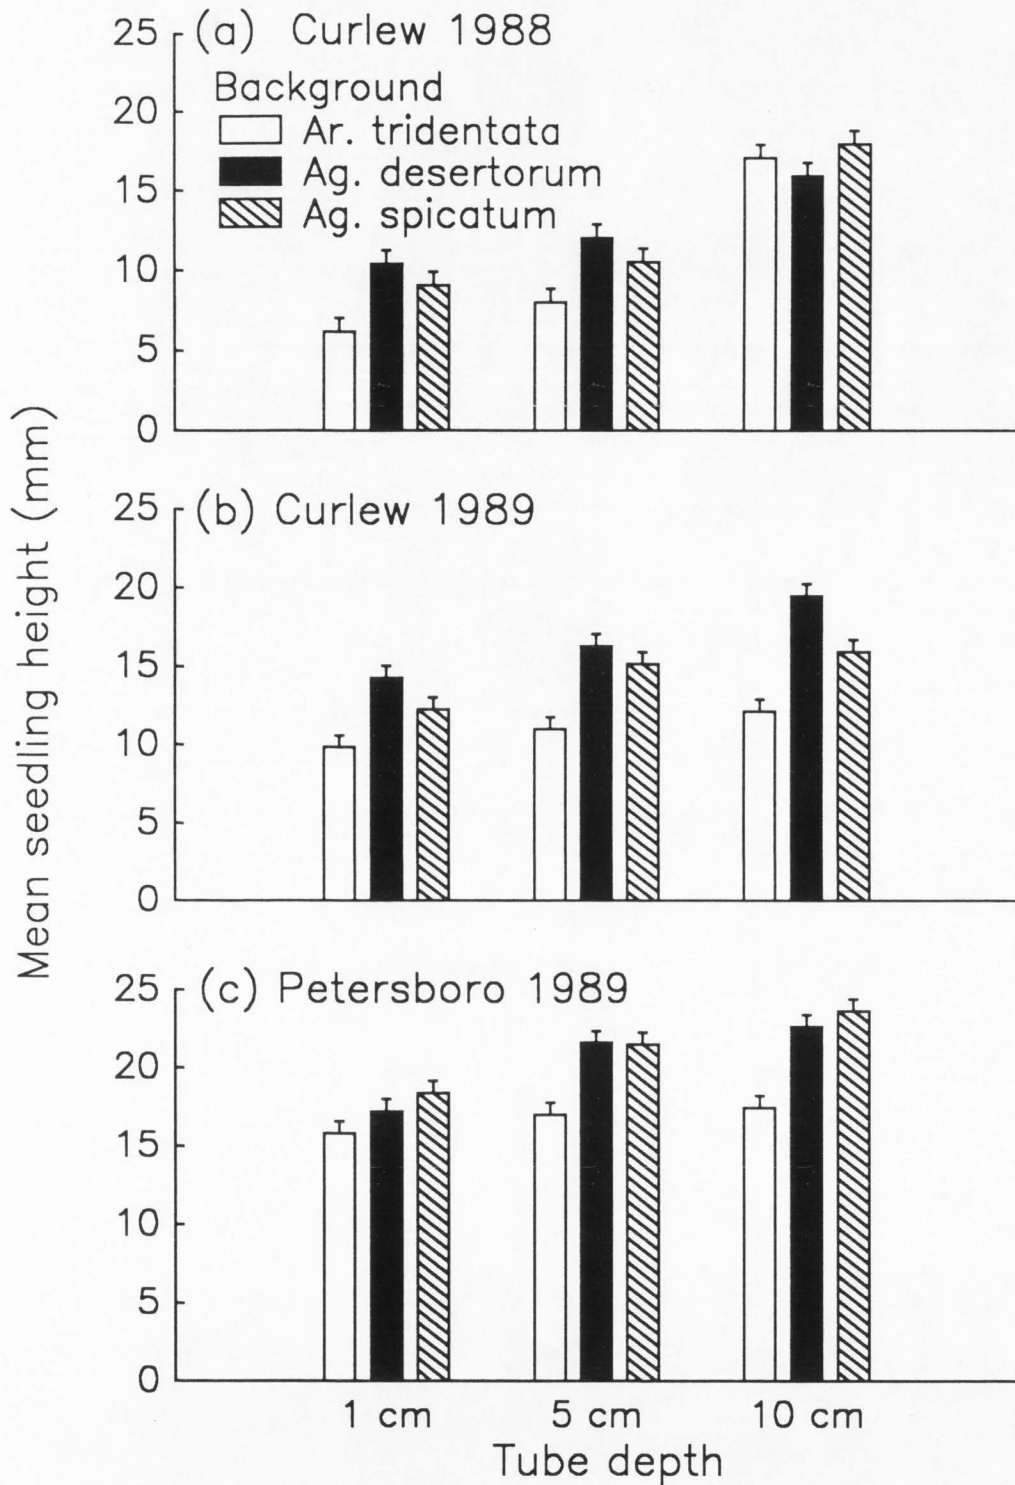 Mean seedling height (mm)
(a) Curlew 1988
Background
Ar. tridentata
Ag. desertorum
Ag. spicatum
25
20
15
10
5
0
(b) Curlew 1989
25
20
15
10
5
0
(c) Petersboro 1989
25
20
15
10
5
0
1 cm 5 cm 10 cm
Tube depth